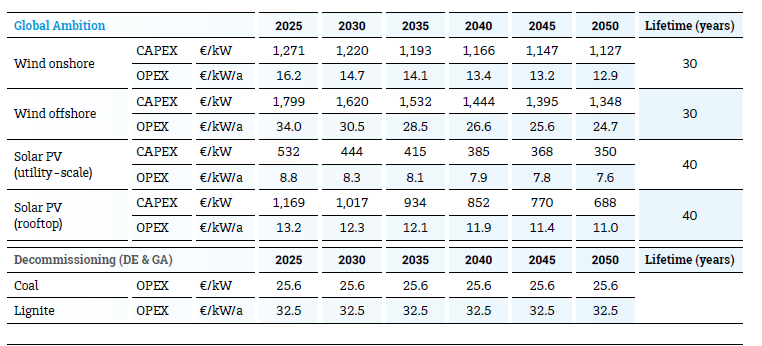 Global Ambition 2025 2030 2035 2040 2045 2050 Lifetime (years)
Wind onshore CAPEX €/kW 1,271 1,220 1,193 1,166 1,147 1,127 30
OPEX €/kW/a 16.2 14.7 14.1 13.4 13.2 12.9
Wind offshore CAPEX €/kW 1,799 1,620 1,532 1,444 1,395 1,348 30
OPEX €/kW/a 34.0 30.5 28.5 26.6 25.6 24.7
Solar PV (utility-scale) CAPEX €/kW 532 444 415 385 368 350 40
OPEX €/kW/a 8.8 8.3 8.1 7.9 7.8 7.6
Solar PV (rooftop) CAPEX €/kW 1,169 1,017 934 852 770 688 40
OPEX €/kW/a 13.2 12.3 12.1 11.9 11.4 11.0
Decommissioning (DE & GA) 2025 2030 2035 2040 2045 2050 Lifetime (years)
Coal OPEX €/kW 25.6 25.6 25.6 25.6 25.6 25.6
Lignite OPEX €/kW/a 32.5 32.5 32.5 32.5 32.5 32.5